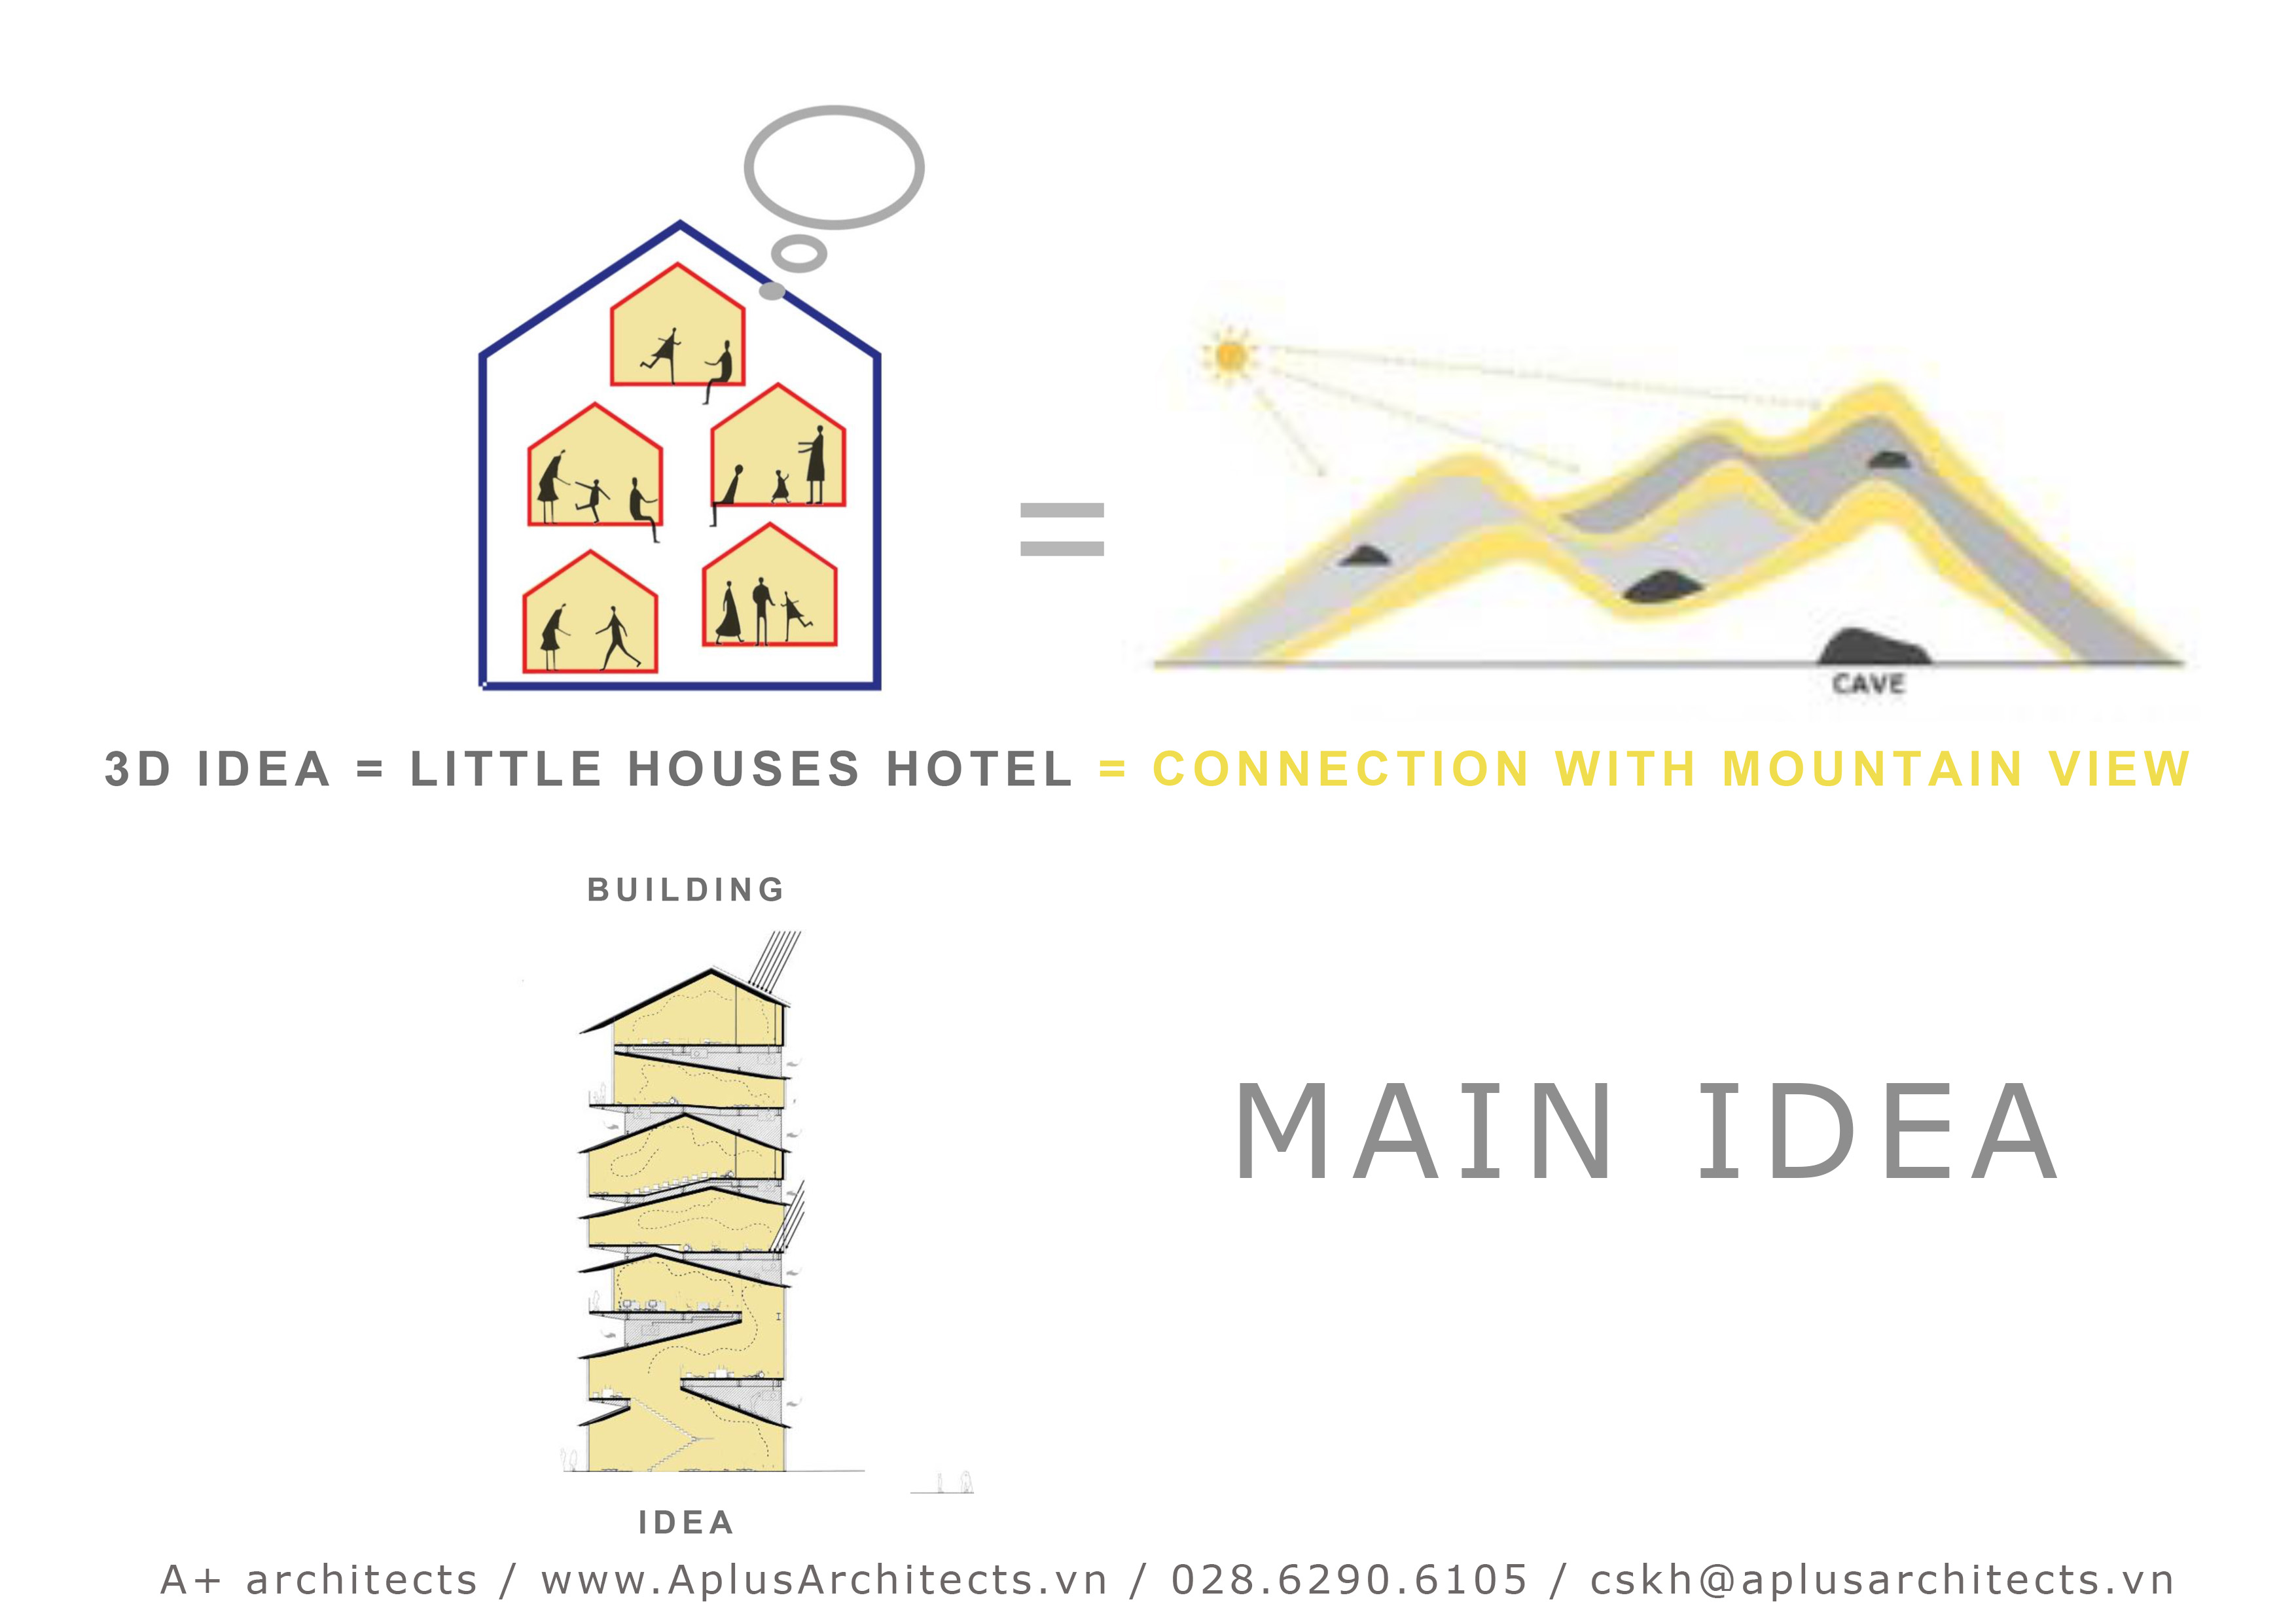 =
CAVE
3D IDEA = LITTLE HOUSES HOTEL = CONNECTION WITH MOUNTAIN VIEW
BUILDING
MAIN IDEA
IDEA
A+ architects / www.AplusArchitects.vn / 028.6290.6105 / cskh@aplusarchitects.vn